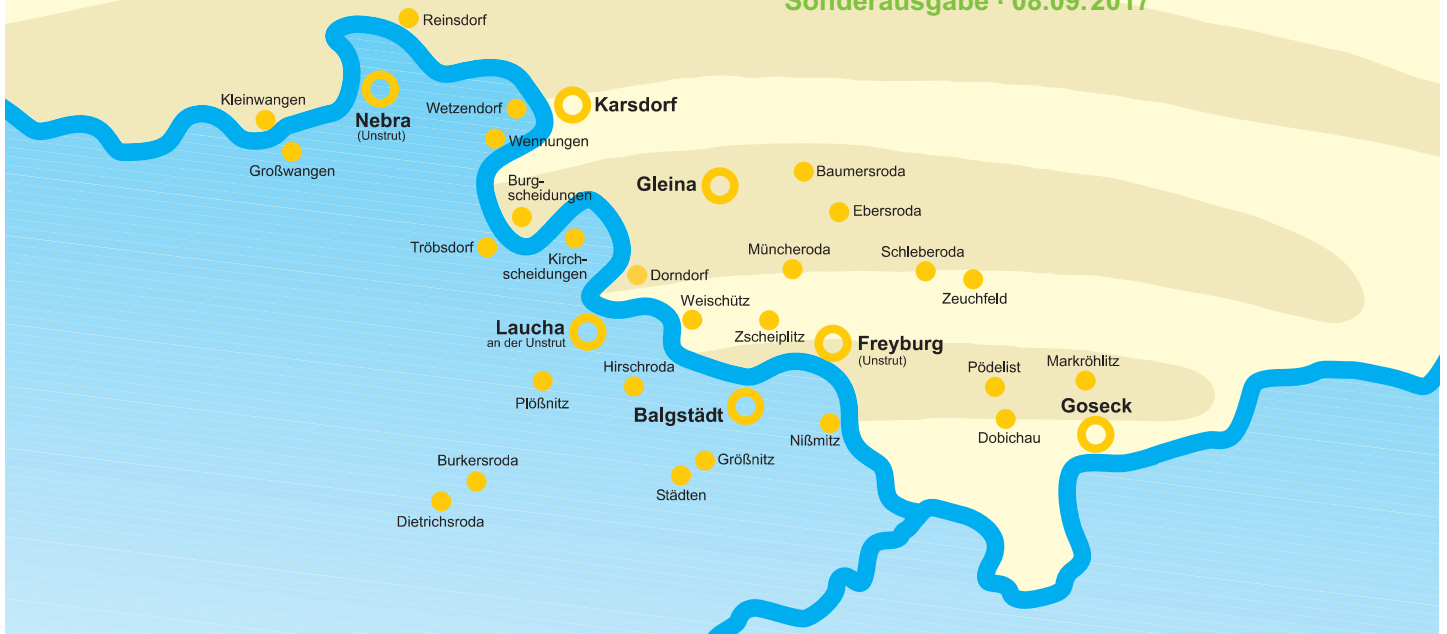 Sonderausgabe · 08.09.2017
Reinsdorf
Kleinwangen
Nebra
(Unstrut)
Wetzendorf
Karsdorf
Wennungen
Großwangen
Burg-
scheidungen
Gleina
Baumersroda
Ebersroda
Tröbsdorf
Kirch-
scheidungen
Dorndorf
Müncheroda
Schleberoda
Zeuchfeld
Weischütz
Zscheiplitz
Laucha
an der Unstrut
Freyburg
(Unstrut)
Hirschroda
Plößnitz
Pödelist
Markröhlitz
Goseck
Balgstädt
Nißmitz
Dobichau
Burkersroda
Größnitz
Städten
Dietrichsroda